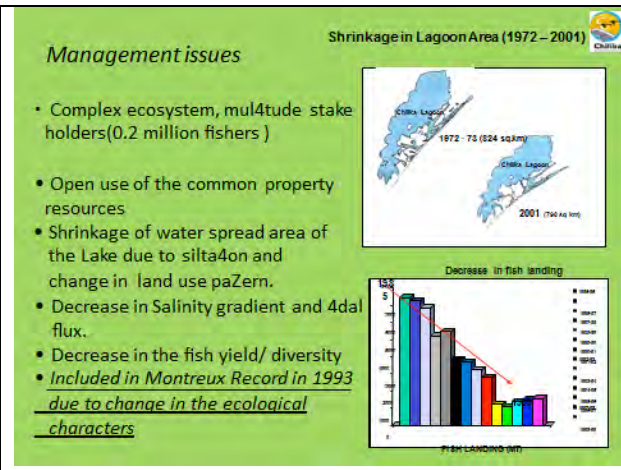 Shrinkage in Lagoon Area (1972 – 2001)
Chilika
Management issues
• Complex ecosystem, mul4tude stake
holders(0.2 million fishers )
• Open use of the common property
resources
• Shrinkage of water spread area of
the Lake due to silta4on and
change in land use paZern.
• Decrease in Salinity gradient and 4dal
flux.
• Decrease in the fish yield/ diversity
• Included in Montreux Record in 1993
due to change in the ecological
characters
Chilika Lagoon
1972 - 73 (824 sq.km)
Chilika Lagoon
2001 (790 sq km)
Decrease in fish landing
FISH LANDING (MT)